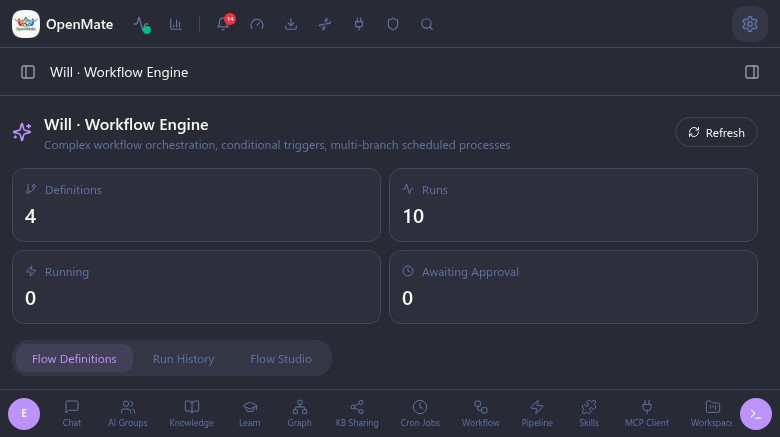 OpenMate
14
Will · Workflow Engine
Will · Workflow Engine
Complex workflow orchestration, conditional triggers, multi-branch scheduled processes
Refresh
Definitions
4
Runs
10
Running
0
Awaiting Approval
0
Flow Definitions
Run History
Flow Studio
E
Chat
AI Groups
Knowledge
Learn
Graph
KB Sharing
Cron Jobs
Workflow
Pipeline
Skills
MCP Client
Workspac